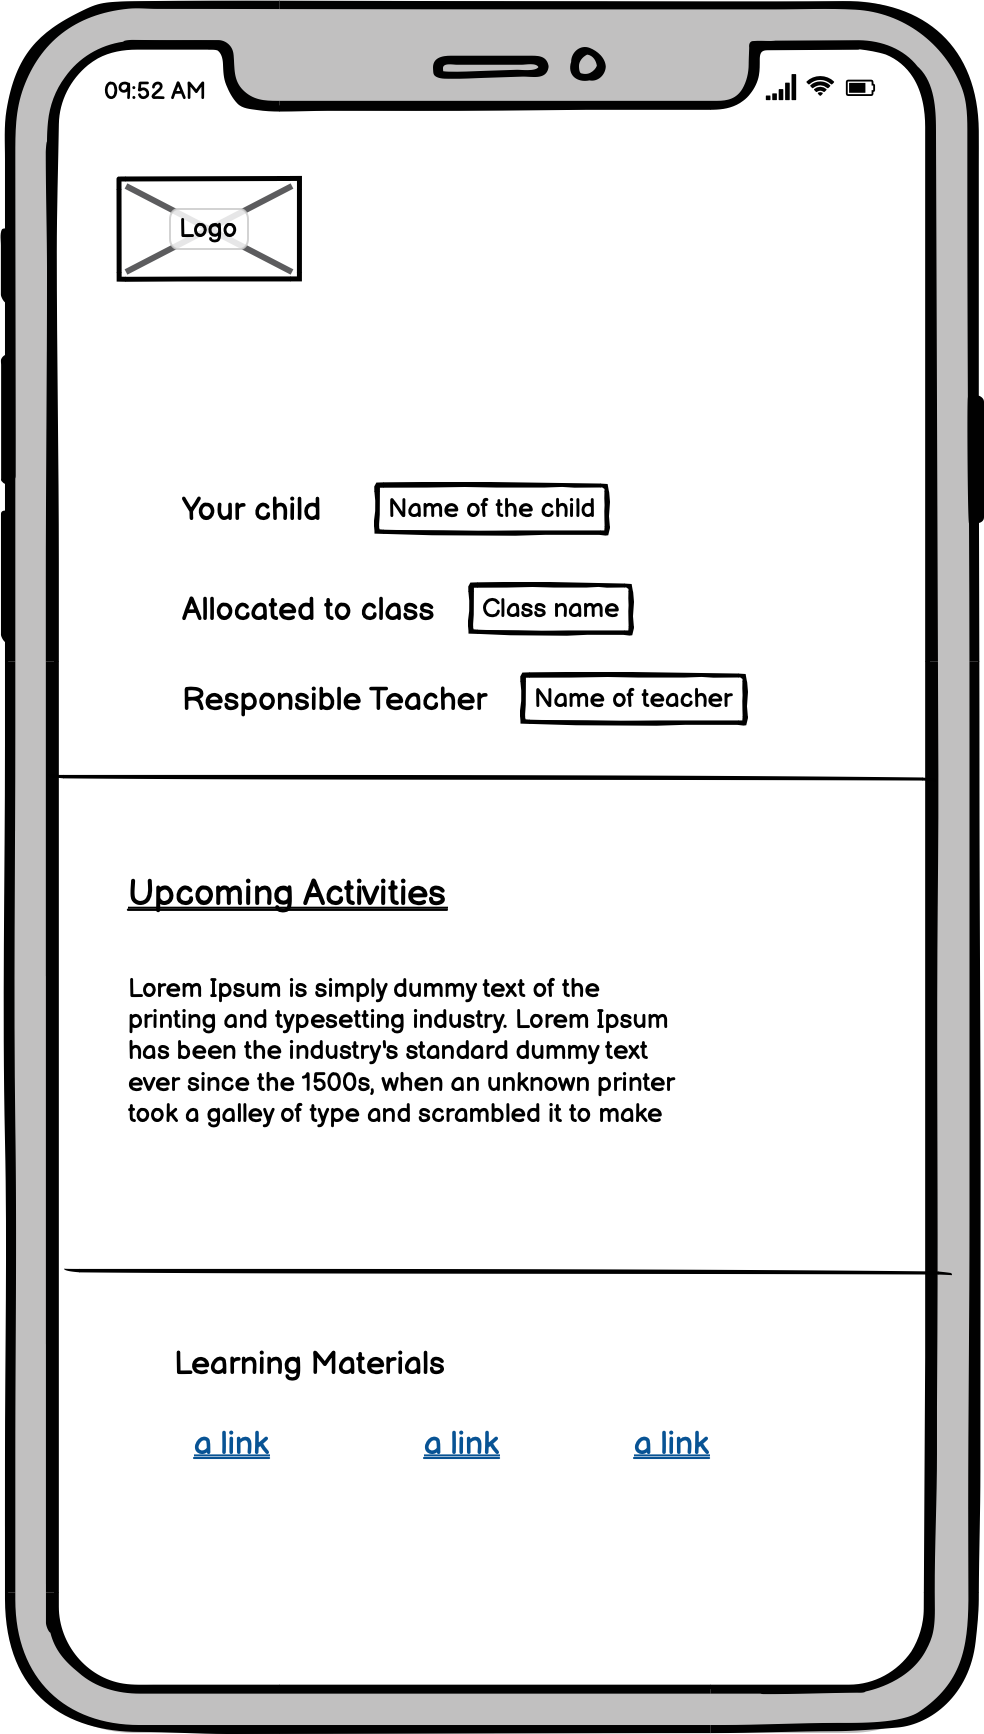 09:52 AM
Logo
Your child
Name of the child
Allocated to class
Class name
Responsible Teacher
Name of teacher
Upcoming Activities
Lorem Ipsum is simply dummy text of the
printing and typesetting industry. Lorem Ipsum
has been the industry's standard dummy text
ever since the 1500s, when an unknown printer
took a galley of type and scrambled it to make
Learning Materials
a link
a link
a link